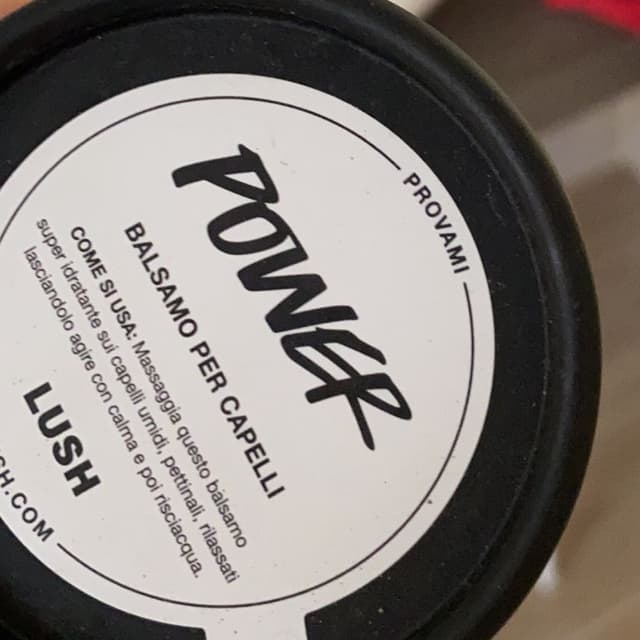 PROVAMI
POWER
BALSAMO PER CAPELLI
COME SI USA: Massaggia questo balsamo
super idratante sui capelli umidi, pettinali, rilassati
lasciandolo agire con calma e poi risciacqua.
LUSH
SH.COM